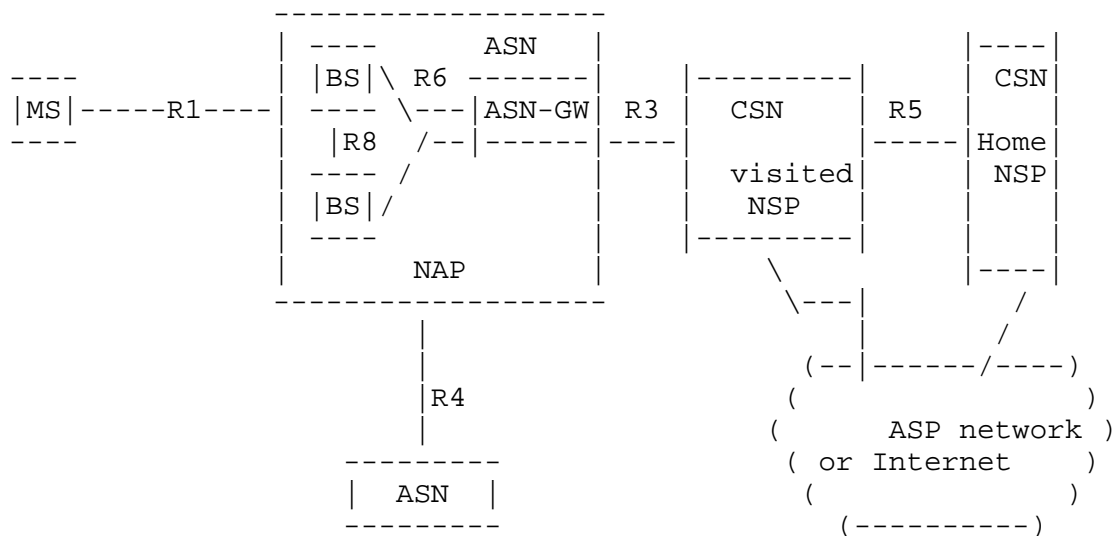 ASN
BS R6 CSN
MS R1 ASN-GW R3 CSN R5
R8 Home
visited NSP
BS NSP
NAP
R4
ASP network
or Internet
ASN